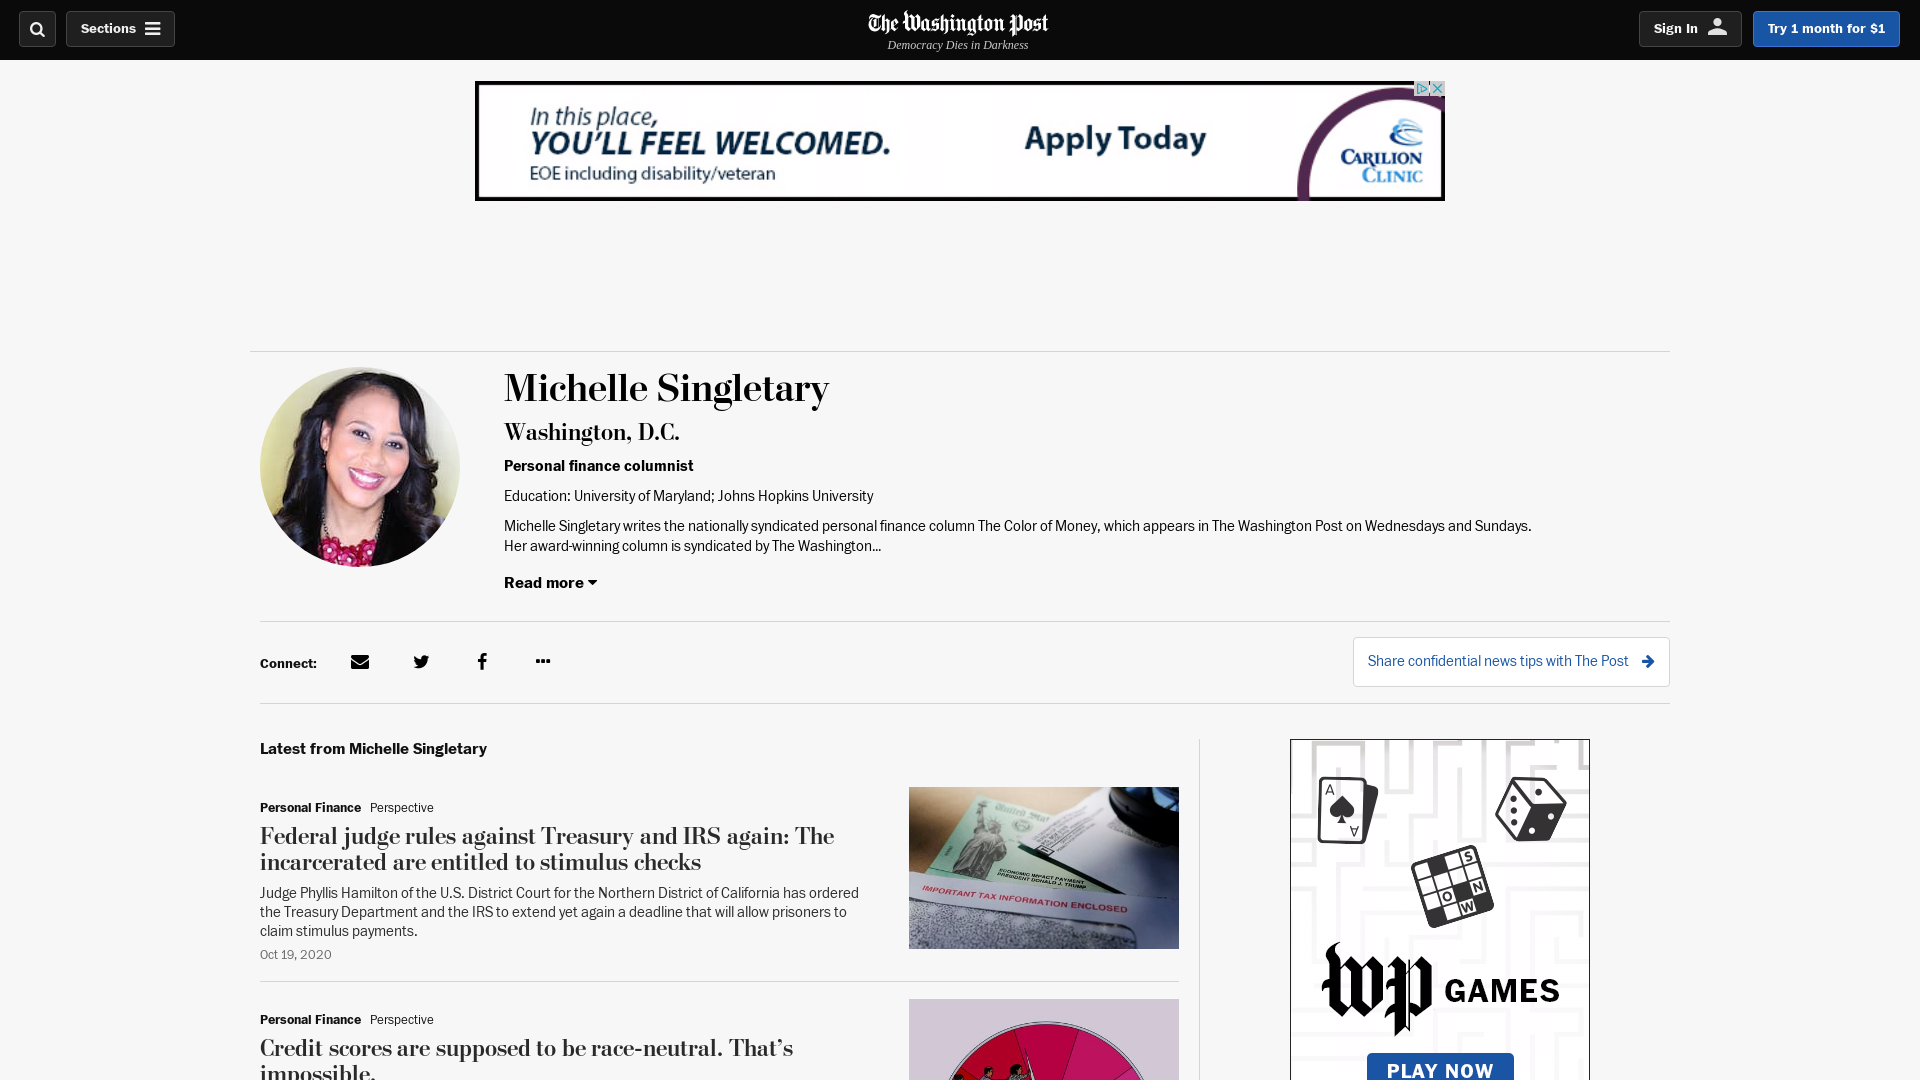 Sections
The Washington Post
Democracy Dies in Darkness
Sign In
Try 1 month for $1
In this place,
YOU'LL FEEL WELCOMED.
EOE including disability/veteran
Apply Today
CARILION
CLINIC
Michelle Singletary
Washington, D.C.
Personal finance columnist
Education: University of Maryland; Johns Hopkins University
Michelle Singletary writes the nationally syndicated personal finance column The Color of Money, which appears in The Washington Post on Wednesdays and Sundays.
Her award-winning column is syndicated by The Washington...
Read more
Connect:
Share confidential news tips with The Post
Latest from Michelle Singletary
Personal Finance Perspective
Federal judge rules against Treasury and IRS again: The
incarcerated are entitled to stimulus checks
Judge Phyllis Hamilton of the U.S. District Court for the Northern District of California has ordered
the Treasury Department and the IRS to extend yet again a deadline that will allow prisoners to
claim stimulus payments.
Oct 19, 2020
United Stat
ECONOMIC IMPACT PAYMENT
PRESIDENT DONALD J. TRUMP
IMPORTANT TAX INFORMATION ENCLOSED
Personal Finance Perspective
Credit scores are supposed to be race-neutral. That's
impossible.
A
A
S
O
N
W
wp GAMES
PLAY NOW